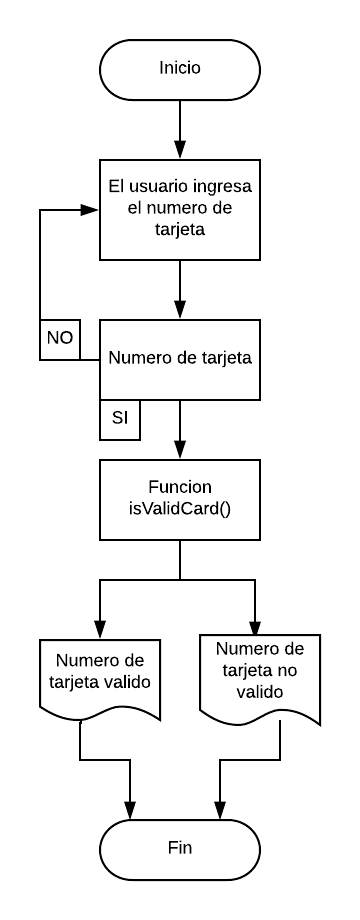 Inicio
El usuario ingresa
el numero de
tarjeta
NO
Numero de tarjeta
SI
Funcion
isValidCard()
Numero de
tarjeta valido
Numero de
tarjeta no
valido
Fin